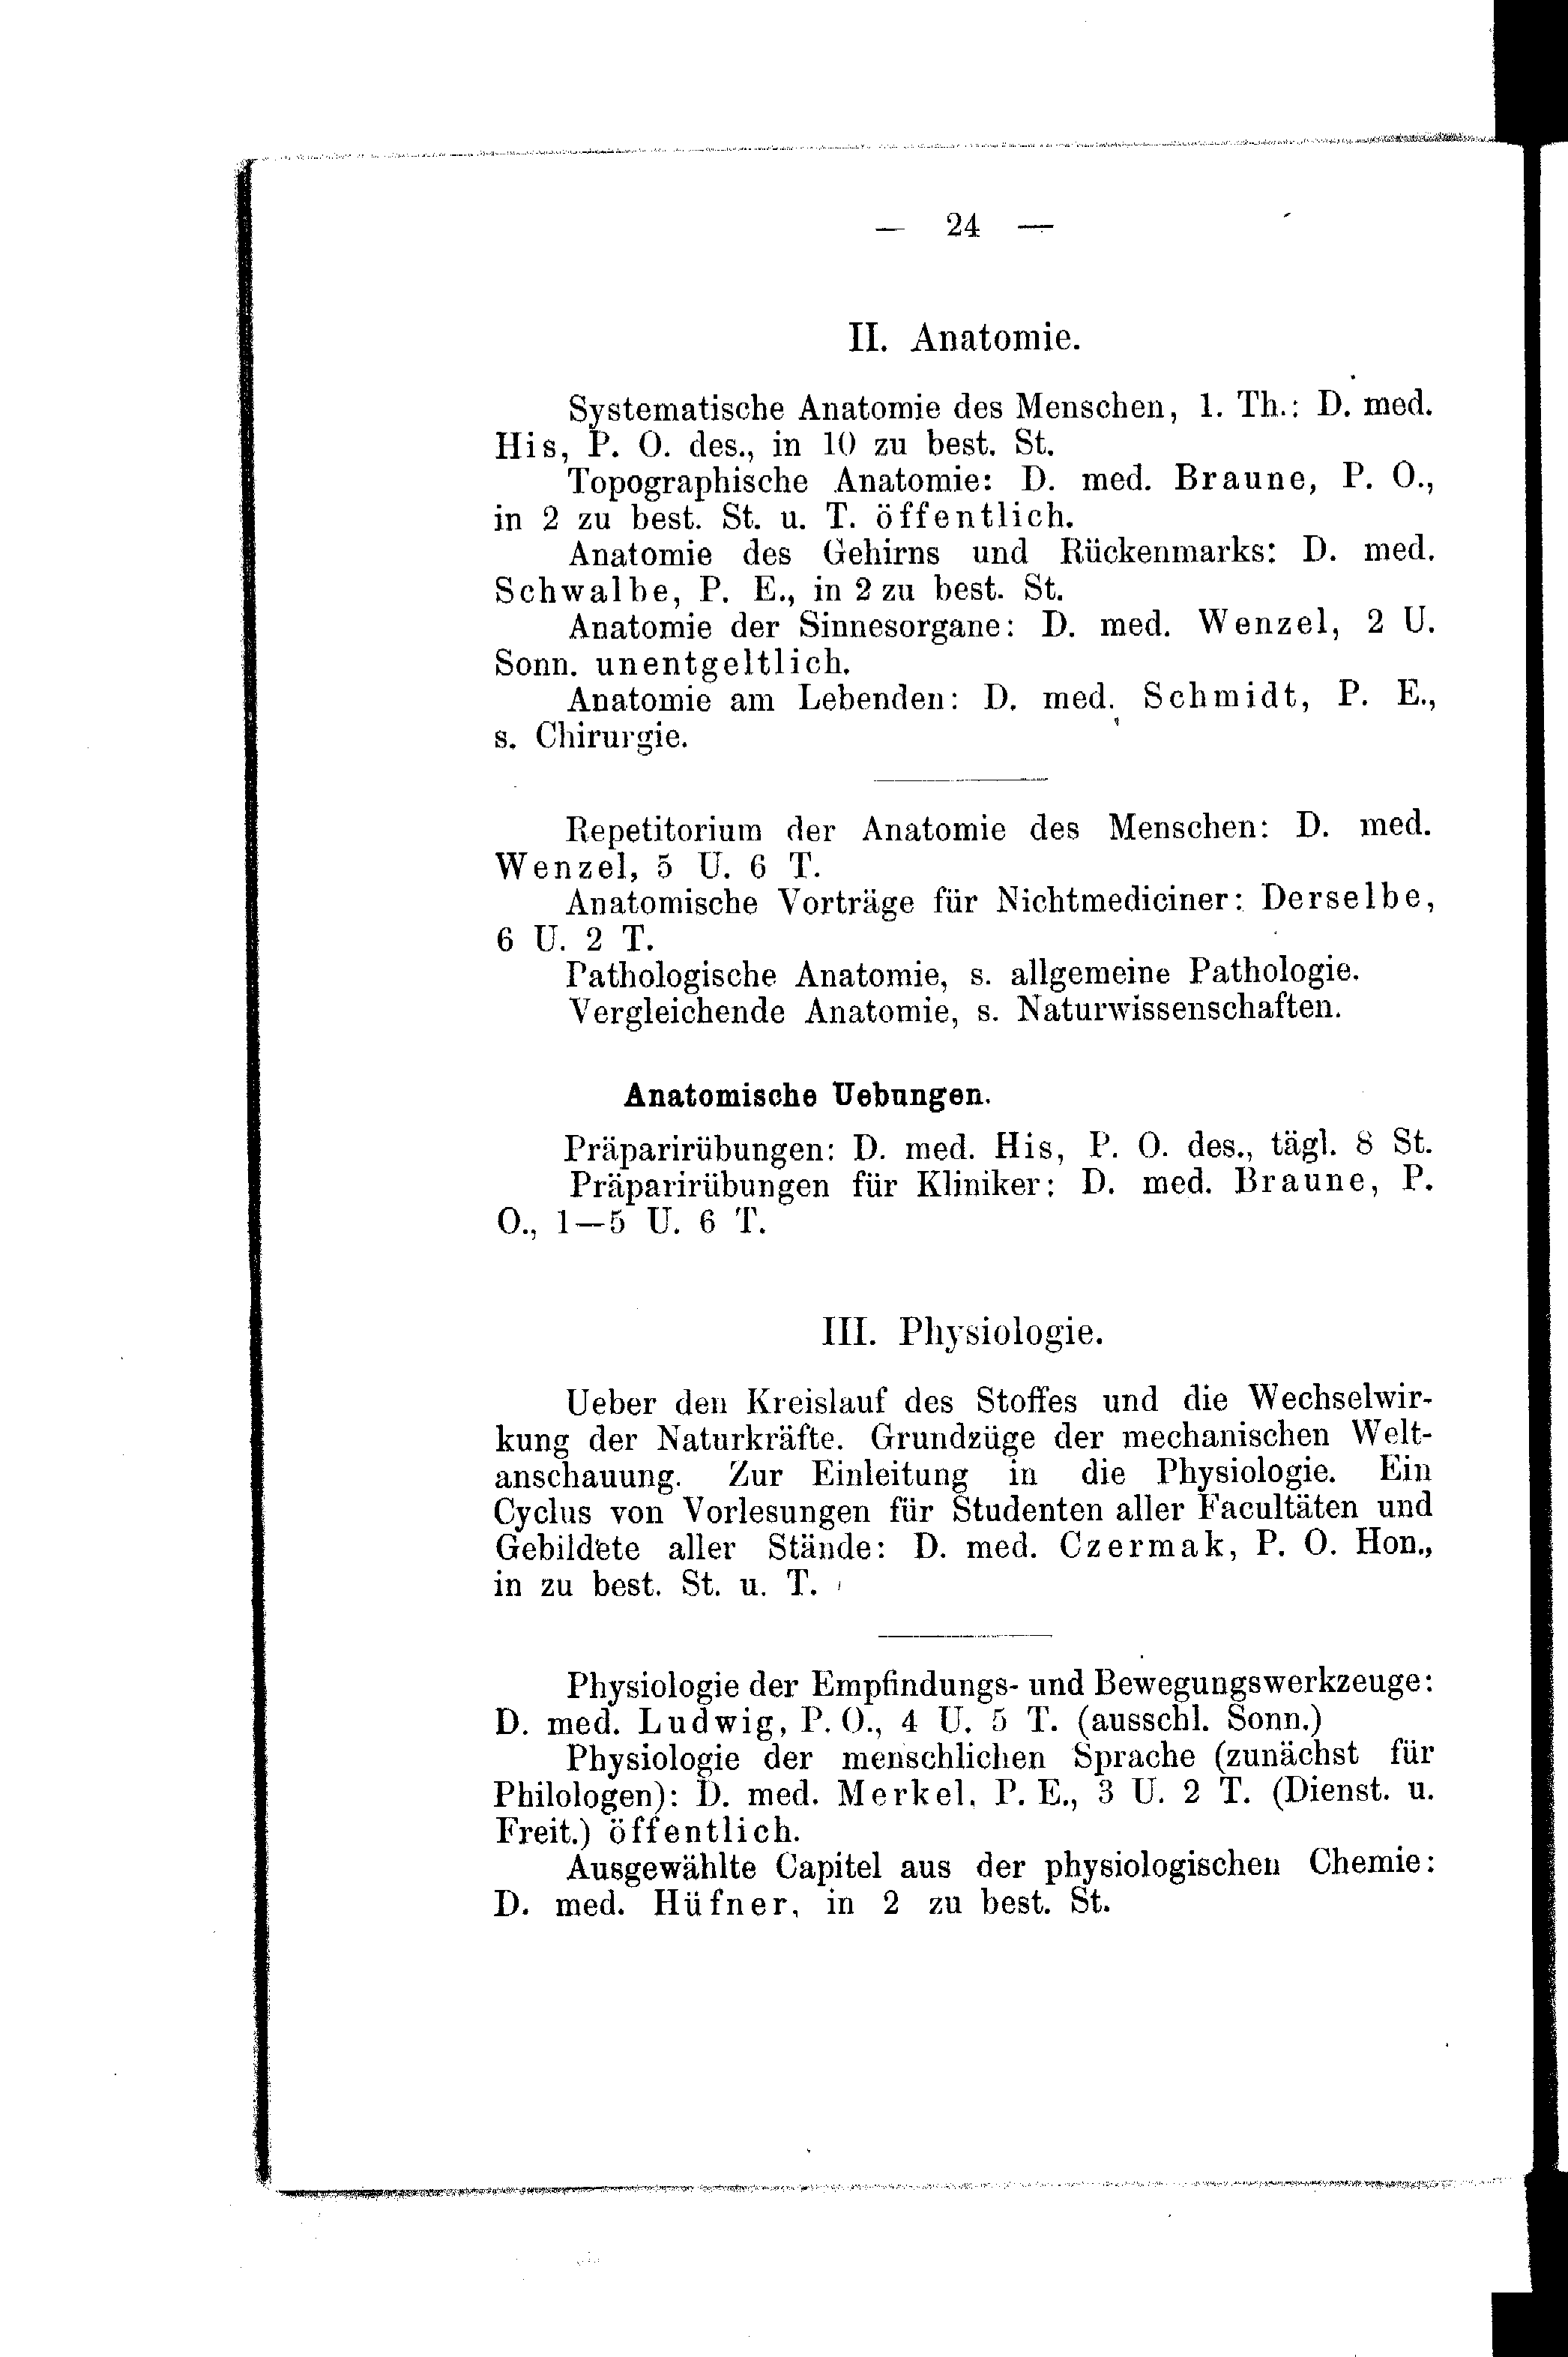 — 24 —
II. Anatomie.
Systematische Anatomie des Menschen, 1. Th.: D. med.
His, P. O. des., in 10 zu best. St.
Topographische Anatomie: D. med. Braune, P. O.,
in 2 zu best. St. u. T. öffentlich.
Anatomie des Gehirns und Rückenmarks: D. med.
Schwalbe, P. E., in 2 zu best. St.
Anatomie der Sinnesorgane: D. med. Wenzel, 2 U.
Sonn. unentgeltlich.
Anatomie am Lebenden: D. med. Schmidt, P. E.,
s. Chirurgie.
Repetitorium der Anatomie des Menschen: D. med.
Wenzel, 5 U. 6 T.
Anatomische Vorträge für Nichtmediciner: Derselbe,
6 U. 2 T.
Pathologische Anatomie, s. allgemeine Pathologie.
Vergleichende Anatomie, s. Naturwissenschaften.
Anatomische Uebungen.
Präparirübungen: D. med. His, P. O. des., tägl. 8 St.
Präparirübungen für Kliniker: D. med. Braune, P.
O., 1—5 U. 6 T.
III. Physiologie.
Ueber den Kreislauf des Stoffes und die Wechselwir-
kung der Naturkräfte. Grundzüge der mechanischen Welt-
anschauung. Zur Einleitung in die Physiologie. Ein
Cyclus von Vorlesungen für Studenten aller Facultäten und
Gebildete aller Stände: D. med. Czermak, P. O. Hon.,
in zu best. St. u. T.
Physiologie der Empfindungs- und Bewegungswerkzeuge:
D. med. Ludwig, P. O., 4 U. 5 T. (ausschl. Sonn.)
Physiologie der menschlichen Sprache (zunächst für
Philologen): D. med. Merkel, P. E., 3 U. 2 T. (Dienst. u.
Freit.) öffentlich.
Ausgewählte Capitel aus der physiologischen Chemie:
D. med. Hüfner, in 2 zu best. St.